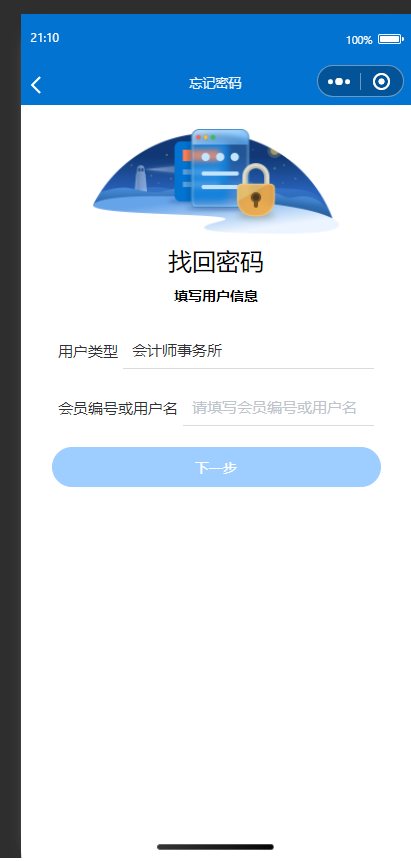 21:10
100%
忘记密码
找回密码
填写用户信息
用户类型 会计师事务所
会员编号或用户名 请填写会员编号或用户名
下一步